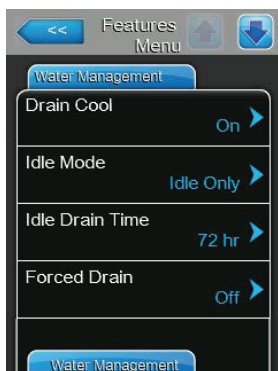 << Features
Menu
Water Management
Drain Cool
On
Idle Mode
Idle Only
Idle Drain Time
72 hr
Forced Drain
Off
Water Management